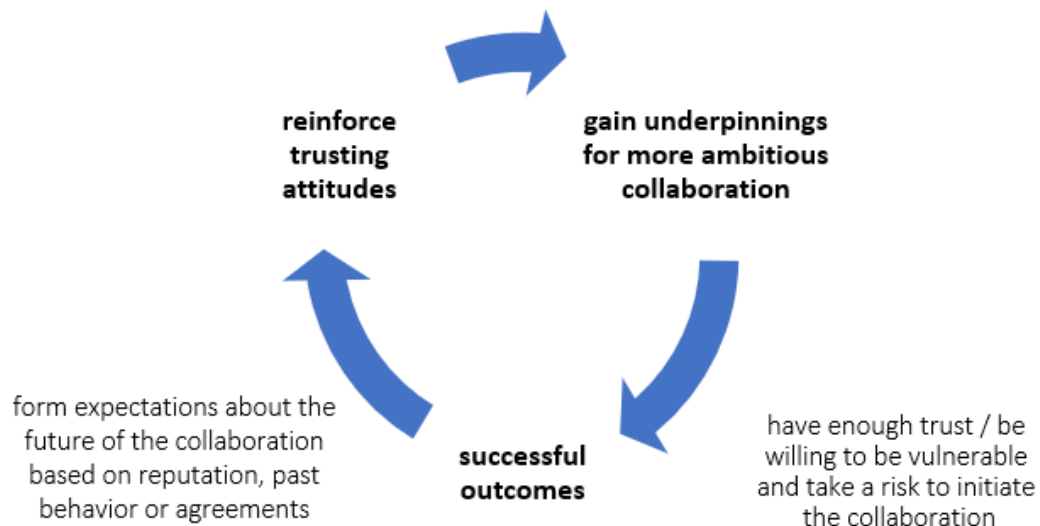 reinforce
trusting
attitudes
gain underpinnings
for more ambitious
collaboration
form expectations about the
future of the collaboration
based on reputation, past
behavior or agreements
successful
outcomes
have enough trust / be
willing to be vulnerable
and take a risk to initiate
the collaboration